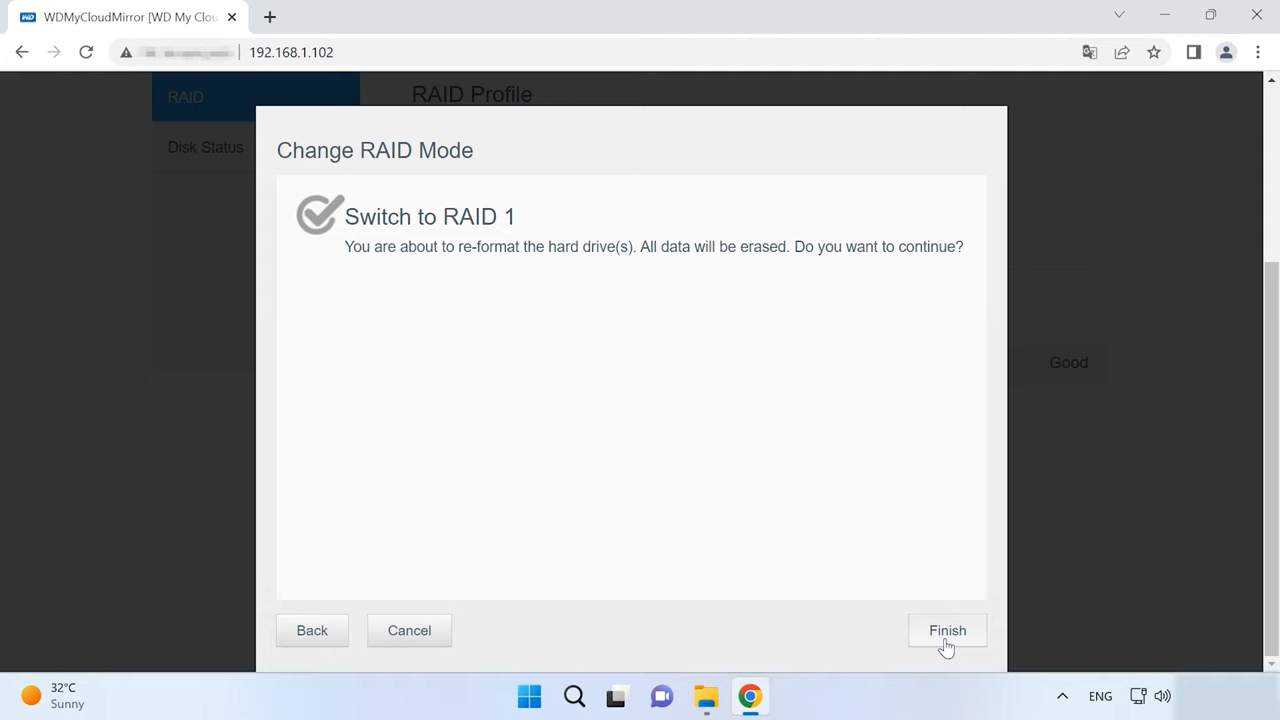 WDMyCloudMirror [WD My Clou
192.168.1.102
RAID
RAID Profile
Disk Status
Change RAID Mode
Switch to RAID 1
You are about to re-format the hard drive(s). All data will be erased. Do you want to continue?
Good
Back
Cancel
Finish
32°C
Sunny
ENG